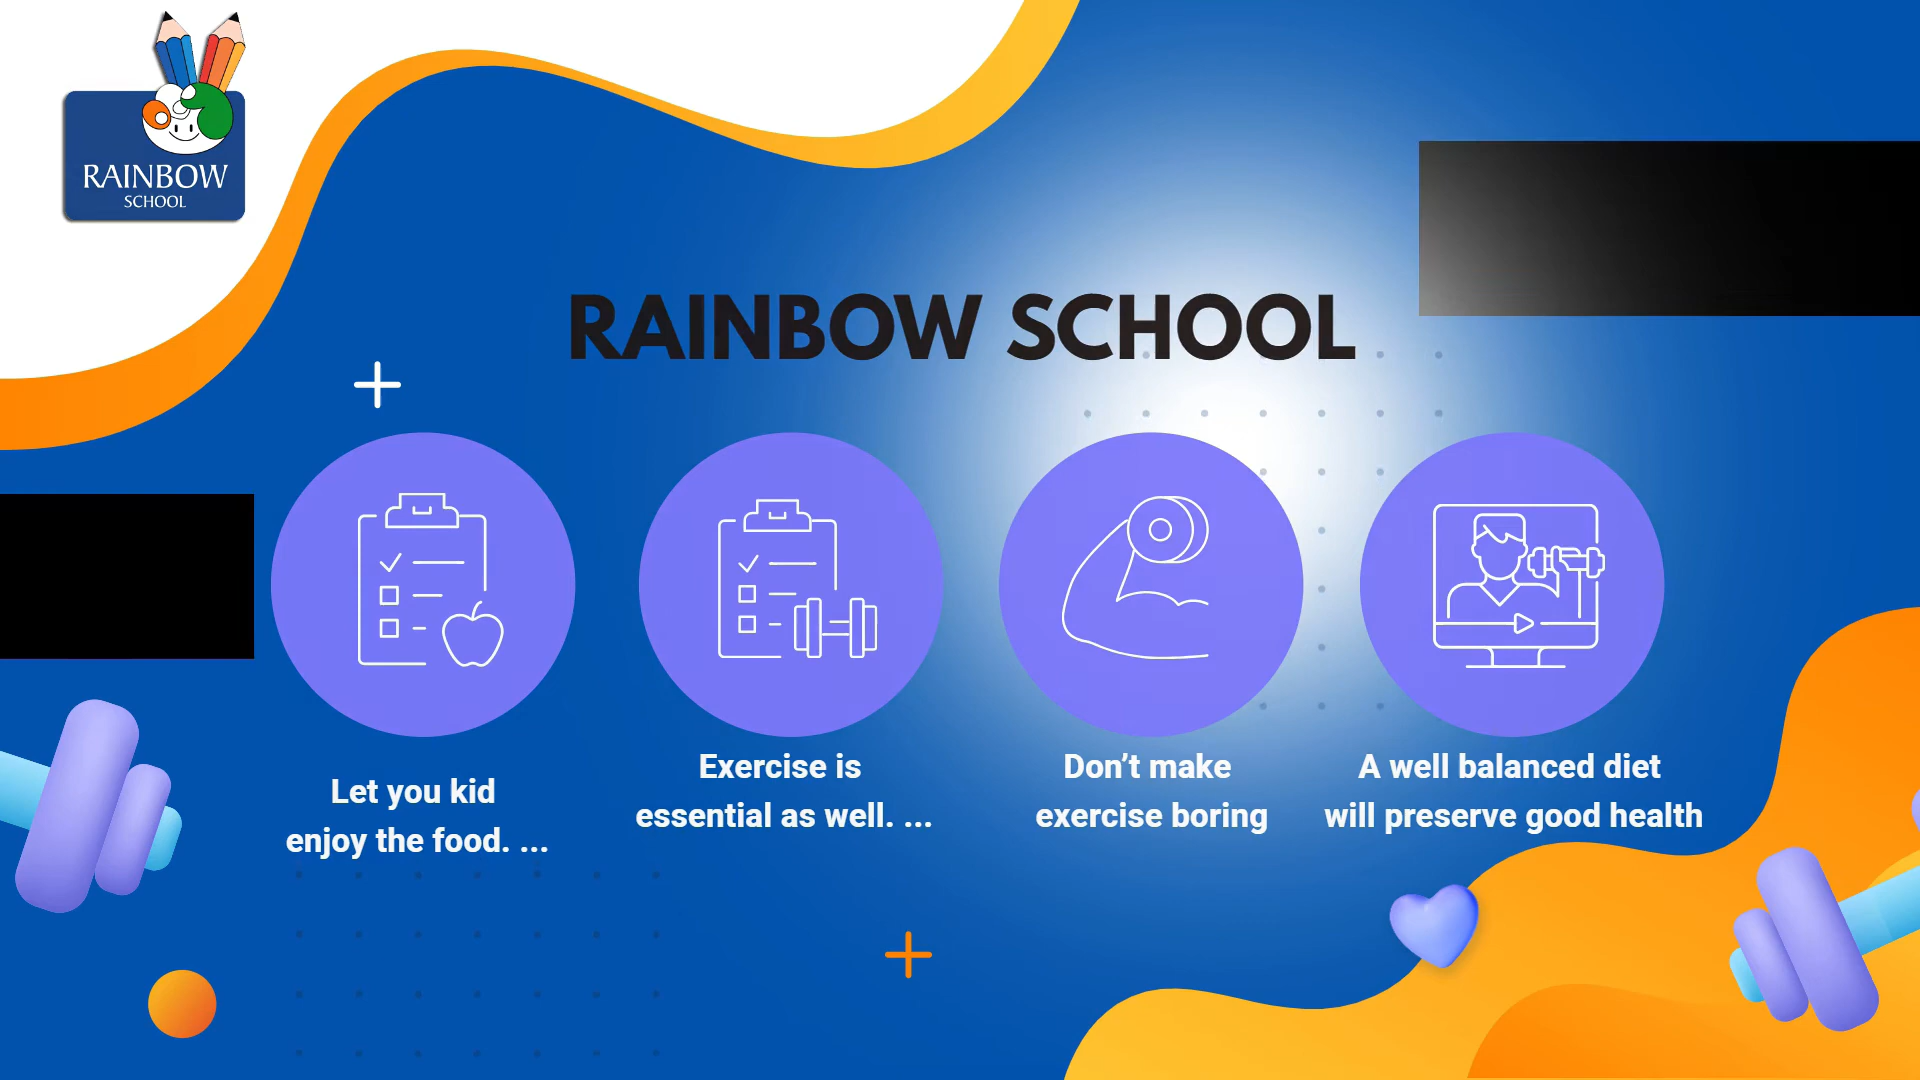 RAINBOW
SCHOOL
RAINBOW SCHOOL
Let you kid
enjoy the food. ...
Exercise is
essential as well. ...
Don’t make
exercise boring
A well balanced diet
will preserve good health